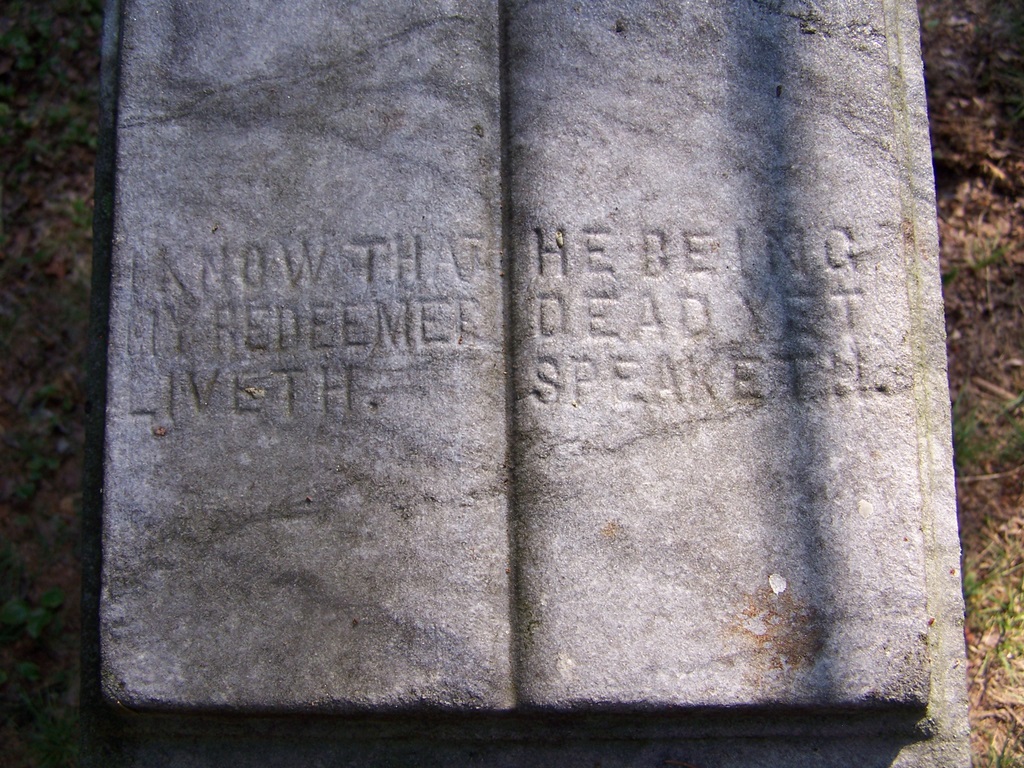 I KNOW THAT
MY REDEEMER
LIVETH.
HE BEING
DEAD YET
SPEAKETH.